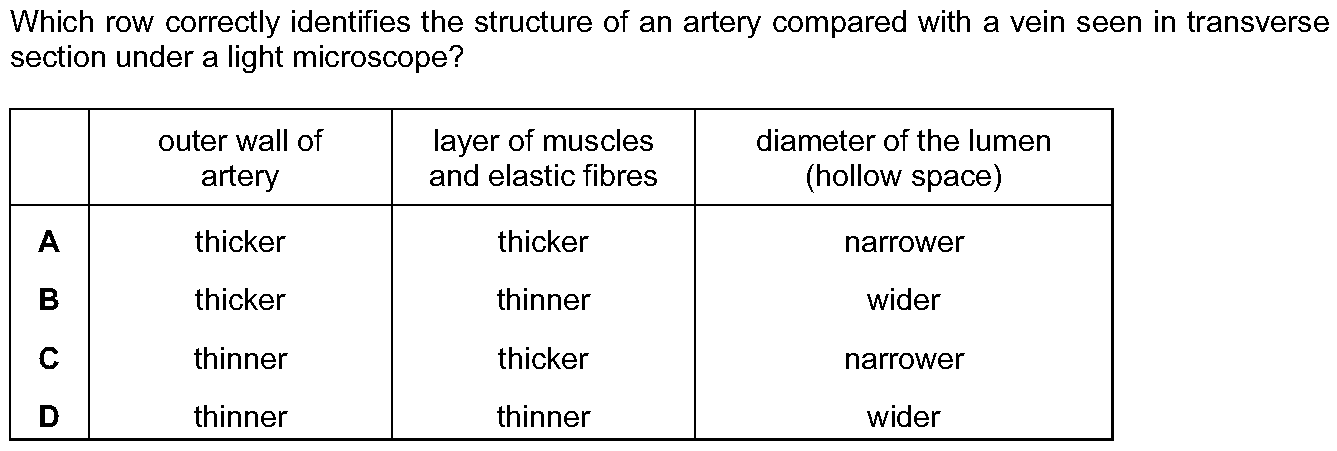 Which row correctly identifies the structure of an artery compared with a vein seen in transverse
section under a light microscope?
outer wall of artery layer of muscles and elastic fibres diameter of the lumen (hollow space)
A thicker thicker narrower
B thicker thinner wider
C thinner thicker narrower
D thinner thinner wider